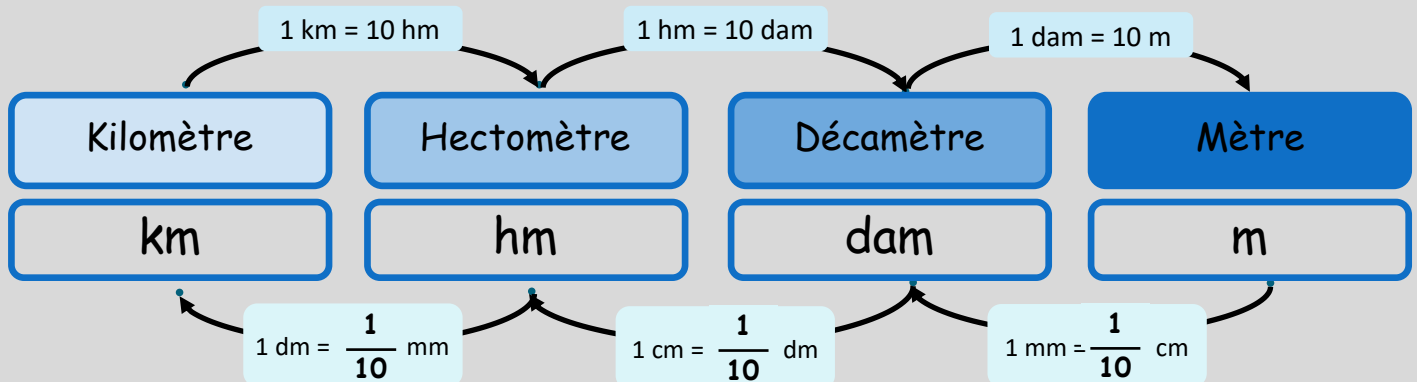 1 km = 10 hm
1 hm = 10 dam
1 dam = 10 m
Kilomètre
Hectomètre
Décamètre
Mètre
km
hm
dam
m
1 dm = 1/10 mm
1 cm = 1/10 dm
1 mm = 1/10 cm